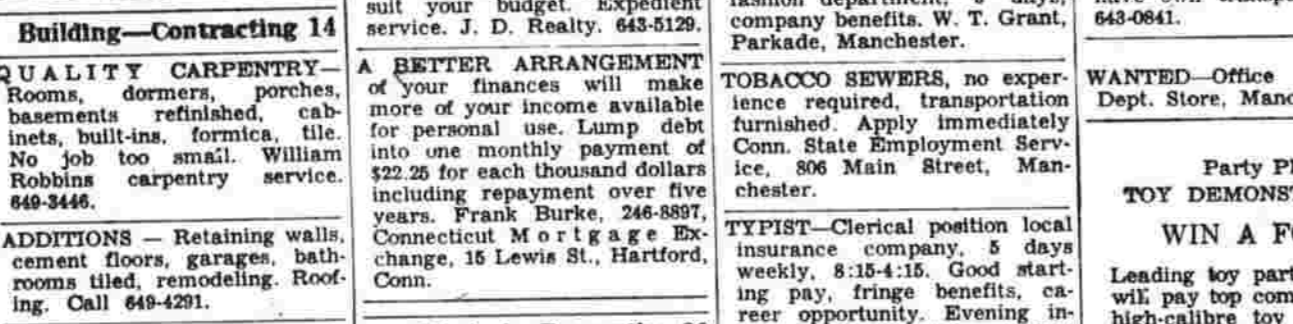 Building—Contracting 14
QUALITY CARPENTRY—
Rooms, dormers, porches,
basements refinished, cab-
inets, built-ins, formica, tile.
No job too small. William
Robbins carpentry service.
649-3446.
ADDITIONS — Retaining walls,
cement floors, garages, bath-
rooms tiled, remodeling. Roof-
ing. Call 649-4291.
suit your budget. Expedient
service. J. D. Realty. 643-5129.
A BETTER ARRANGEMENT
of your finances will make
more of your income available
for personal use. Lump debt
into one monthly payment of
$22.25 for each thousand dollars
including repayment over five
years. Frank Burke, 246-8897,
Connecticut Mortgage Ex-
change, 15 Lewis St., Hartford,
Conn.
company benefits. W. T. Grant,
Parkade, Manchester.
TOBACCO SEWERS, no exper-
ience required, transportation
furnished. Apply immediately
Conn. State Employment Serv-
ice, 806 Main Street, Man-
chester.
TYPIST—Clerical position local
insurance company, 5 days
weekly, 8:15-4:15. Good start-
ing pay, fringe benefits, ca-
reer opportunity. Evening in-
643-0841.
WANTED—Office
Dept. Store, Manc
Party Pl
TOY DEMONST
WIN A FO
Leading toy part
will pay top com
high-calibre toy